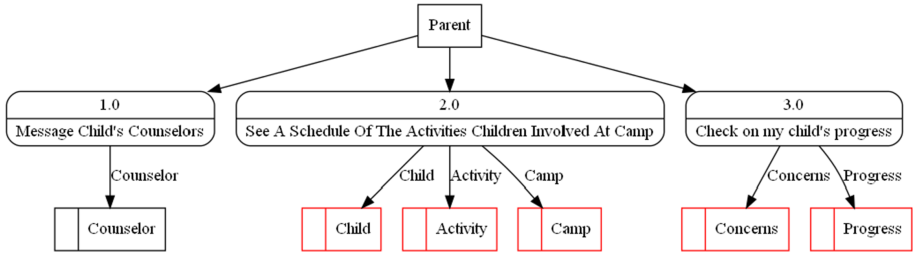 Parent
1.0
Message Child's Counselors
2.0
See A Schedule Of The Activities Children Involved At Camp
3.0
Check on my child's progress
Counselor
Child
Activity
Camp
Concerns
Progress
Counselor
Child
Activity
Camp
Concerns
Progress